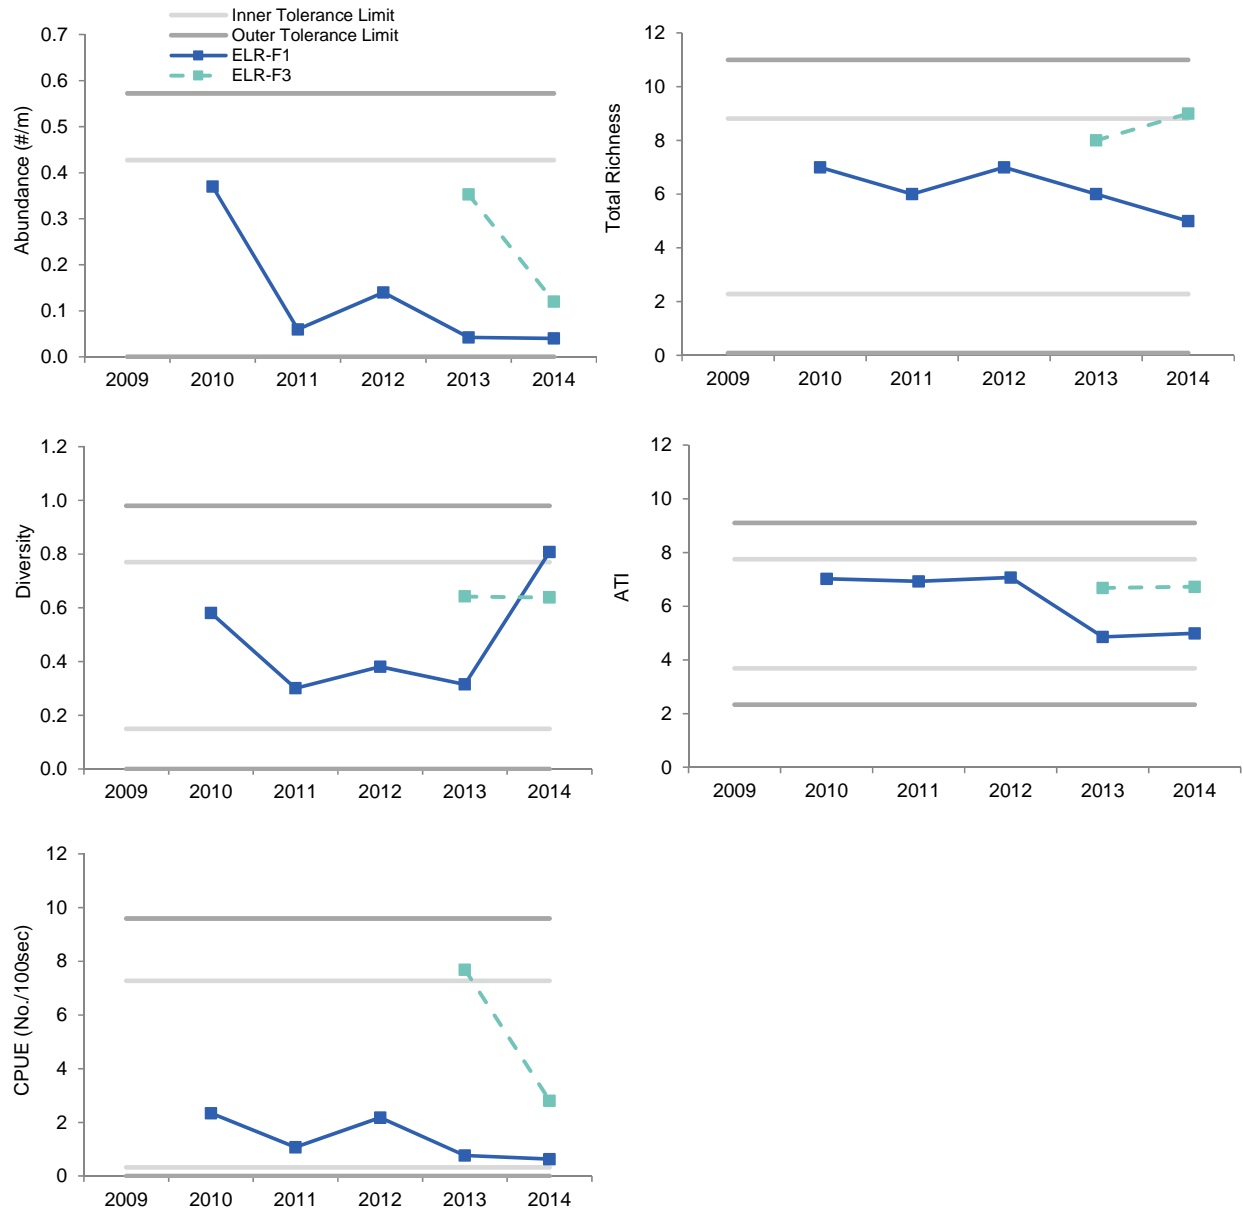 Inner Tolerance Limit
Outer Tolerance Limit
ELR-F1
ELR-F3
Abundance (#/m)
0.7
0.6
0.5
0.4
0.3
0.2
0.1
0.0
2009 2010 2011 2012 2013 2014
Total Richness
12
10
8
6
4
2
0
2009 2010 2011 2012 2013 2014
Diversity
1.2
1.0
0.8
0.6
0.4
0.2
0.0
2009 2010 2011 2012 2013 2014
ATI
12
10
8
6
4
2
0
2009 2010 2011 2012 2013 2014
CPUE (No./100sec)
12
10
8
6
4
2
0
2009 2010 2011 2012 2013 2014